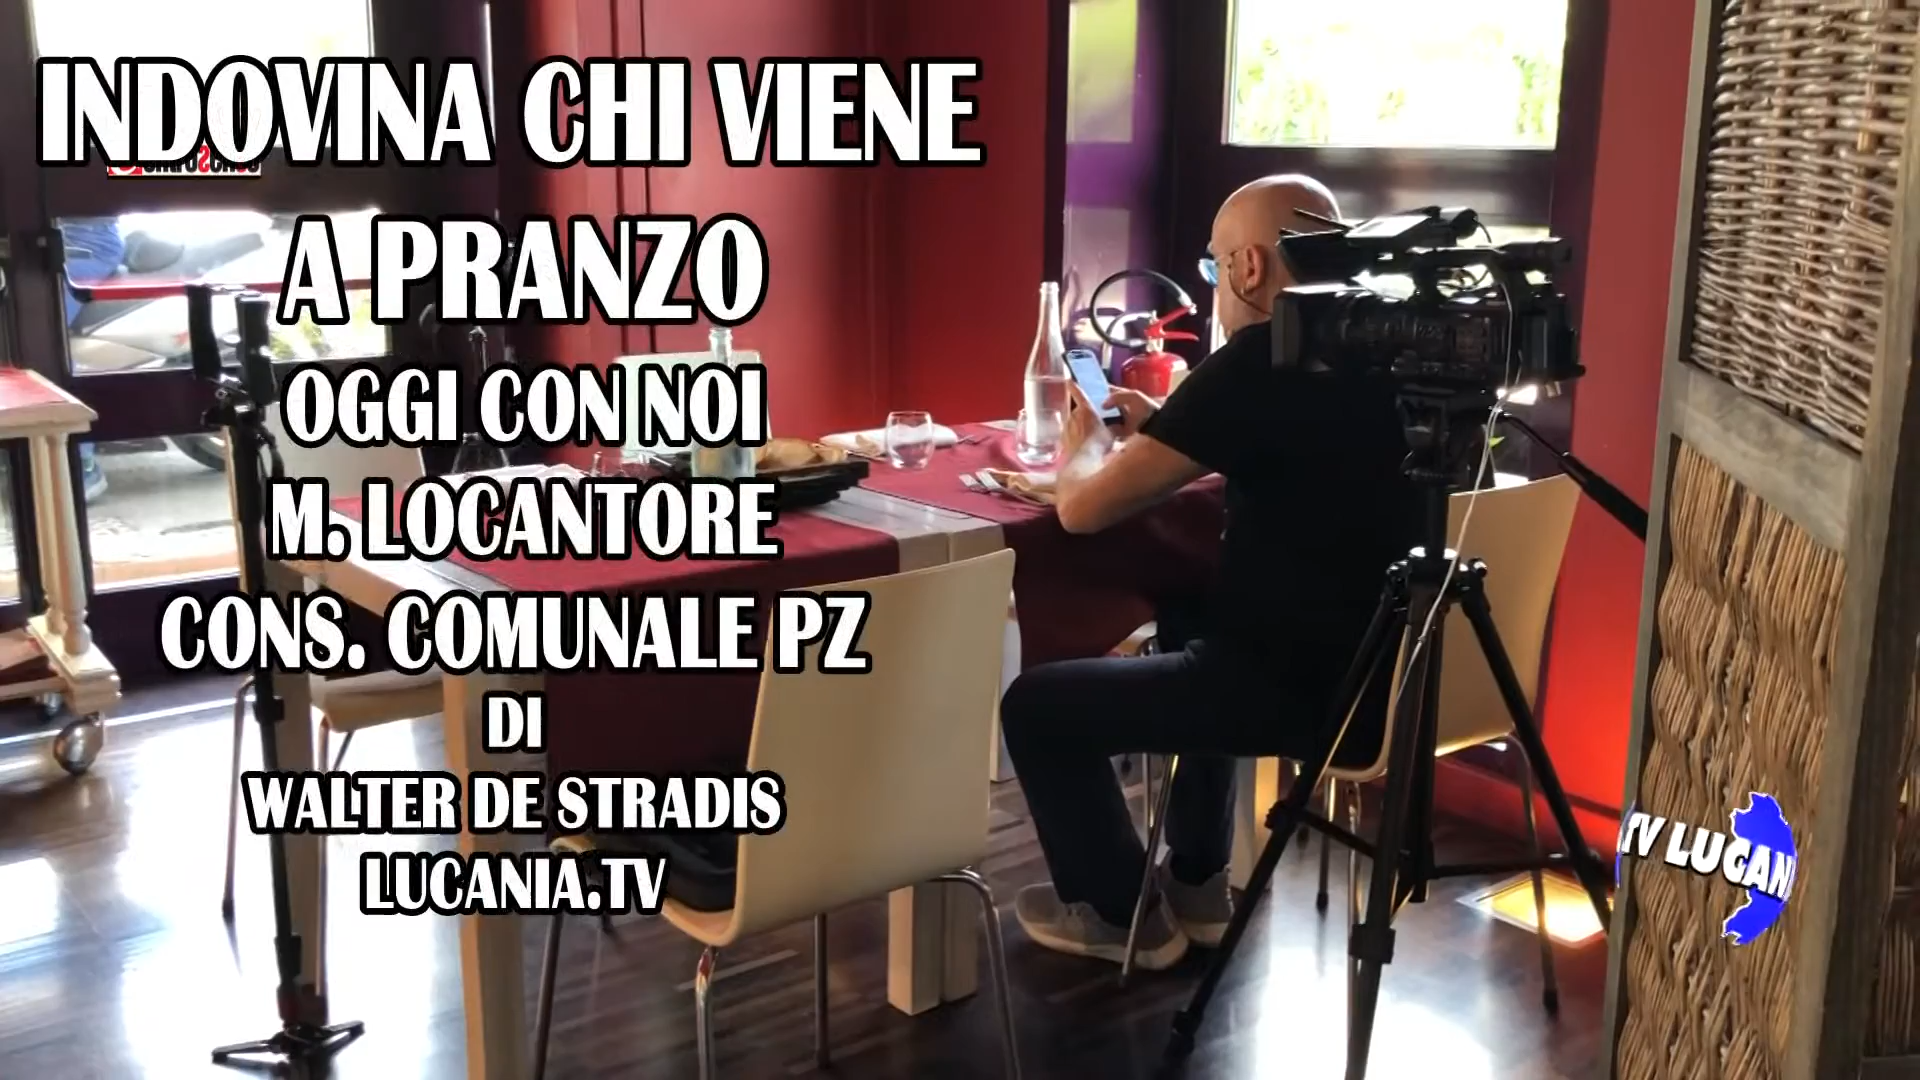 INDOVINA CHI VIENE
A PRANZO
OGGI CON NOI
M. LOCANTORE
CONS. COMUNALE PZ
DI
WALTER DE STRADIS
LUCANIA.TV
TV LUCAN